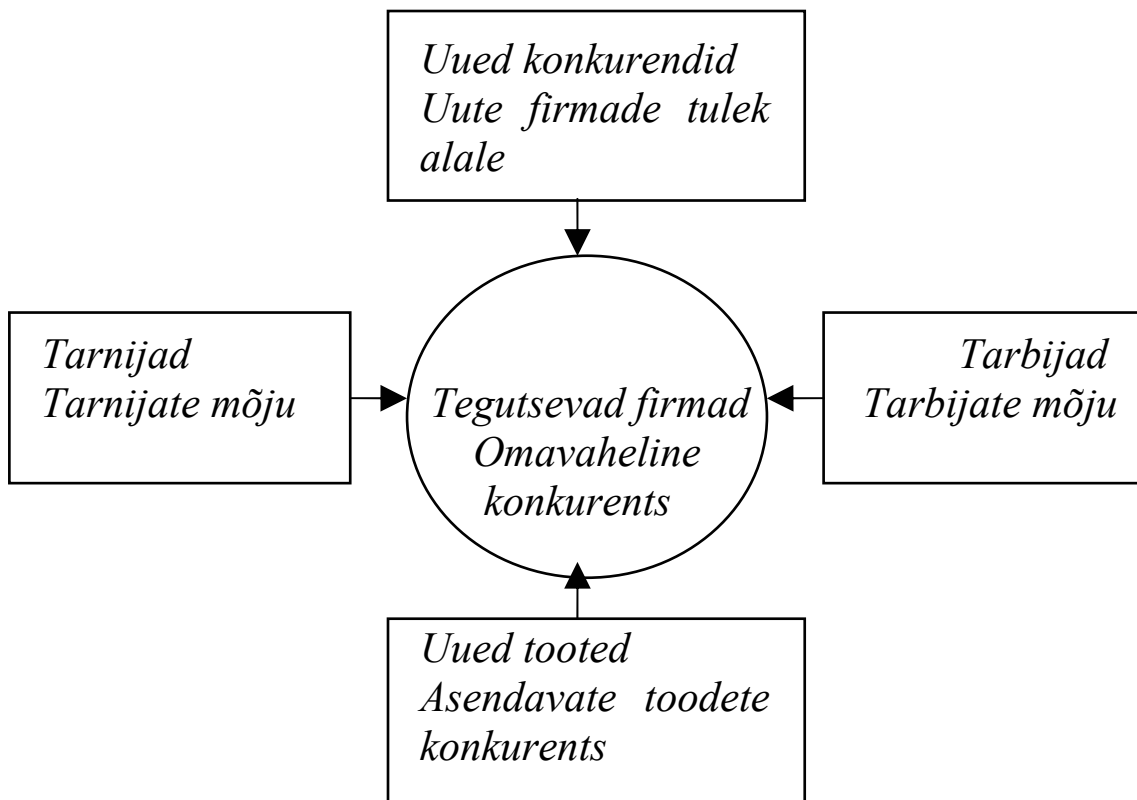 Uued konkurendid
Uute firmade tulek
alale
Tarnijad
Tarnijate mõju
Tegutsevad firmad
Omavaheline
konkurents
Tarbijad
Tarbijate mõju
Uued tooted
Asendavate toodete
konkurents